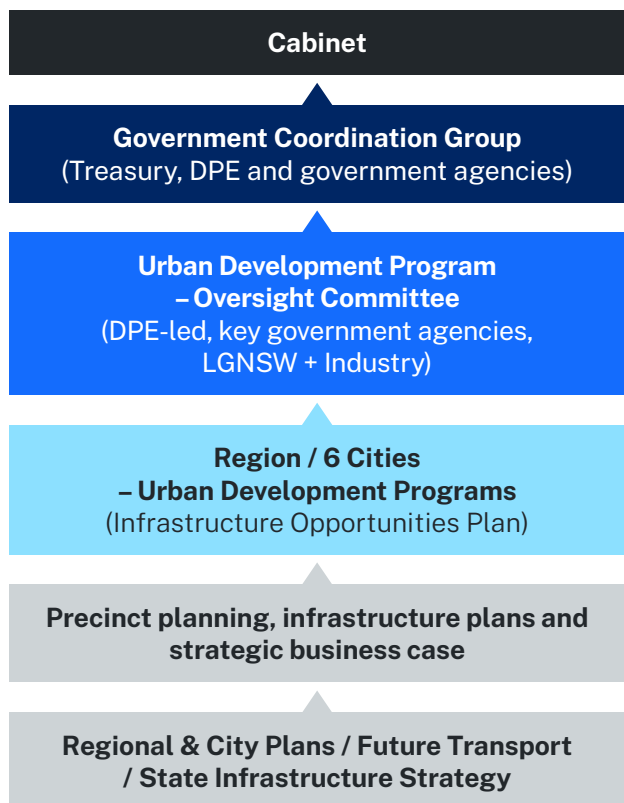 Cabinet
Government Coordination Group
(Treasury, DPE and government agencies)
Urban Development Program
– Oversight Committee
(DPE-led, key government agencies,
LGNSW + Industry)
Region / 6 Cities
– Urban Development Programs
(Infrastructure Opportunities Plan)
Precinct planning, infrastructure plans and
strategic business case
Regional & City Plans / Future Transport
/ State Infrastructure Strategy